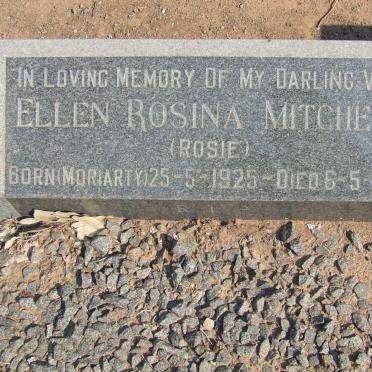 IN LOVING MEMORY OF MY DARLING W
ELLEN ROSINA MITCHE
(ROSIE)
BORN(MORIARTY)25-5-1925-DIED 6-5